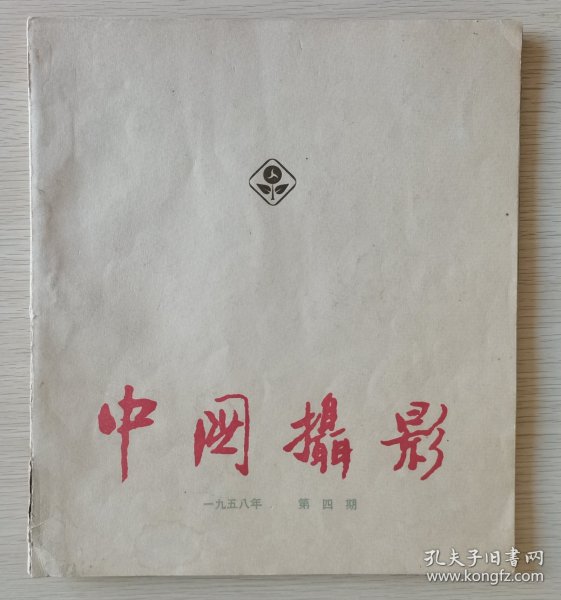 中國攝影
一九五八年 第四期
孔夫子旧书网
www.kongfz.com